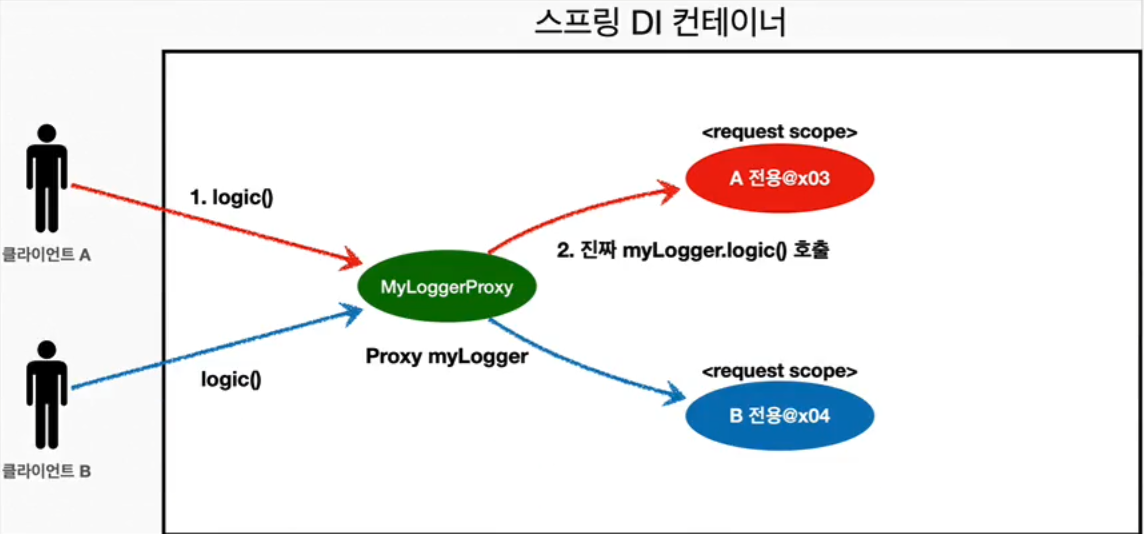 스프링 DI 컨테이너
<request scope>
A 전용@x03
1. logic()
클라이언트 A
2. 진짜 myLogger.logic() 호출
MyLoggerProxy
Proxy myLogger
logic()
<request scope>
B 전용@x04
클라이언트 B